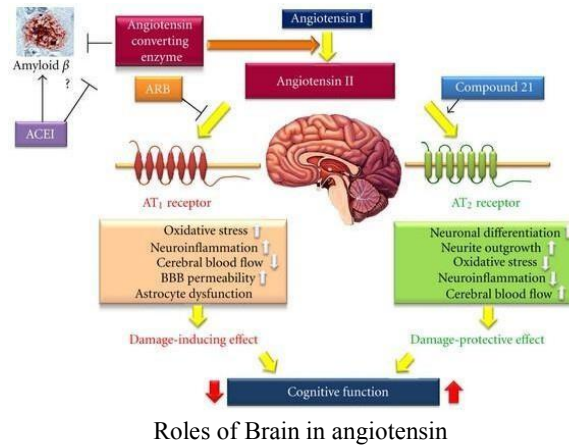 Angiotensin
converting
enzyme
Angiotensin I
Amyloid β
?
ARB
Angiotensin II
Compound 21
ACEI
AT1 receptor
AT2 receptor
Oxidative stress
Neuroinflammation
Cerebral blood flow
BBB permeability
Astrocyte dysfunction
Neuronal differentiation
Neurite outgrowth
Oxidative stress
Neuroinflammation
Cerebral blood flow
Damage-inducing effect
Damage-protective effect
Cognitive function
Roles of Brain in angiotensin